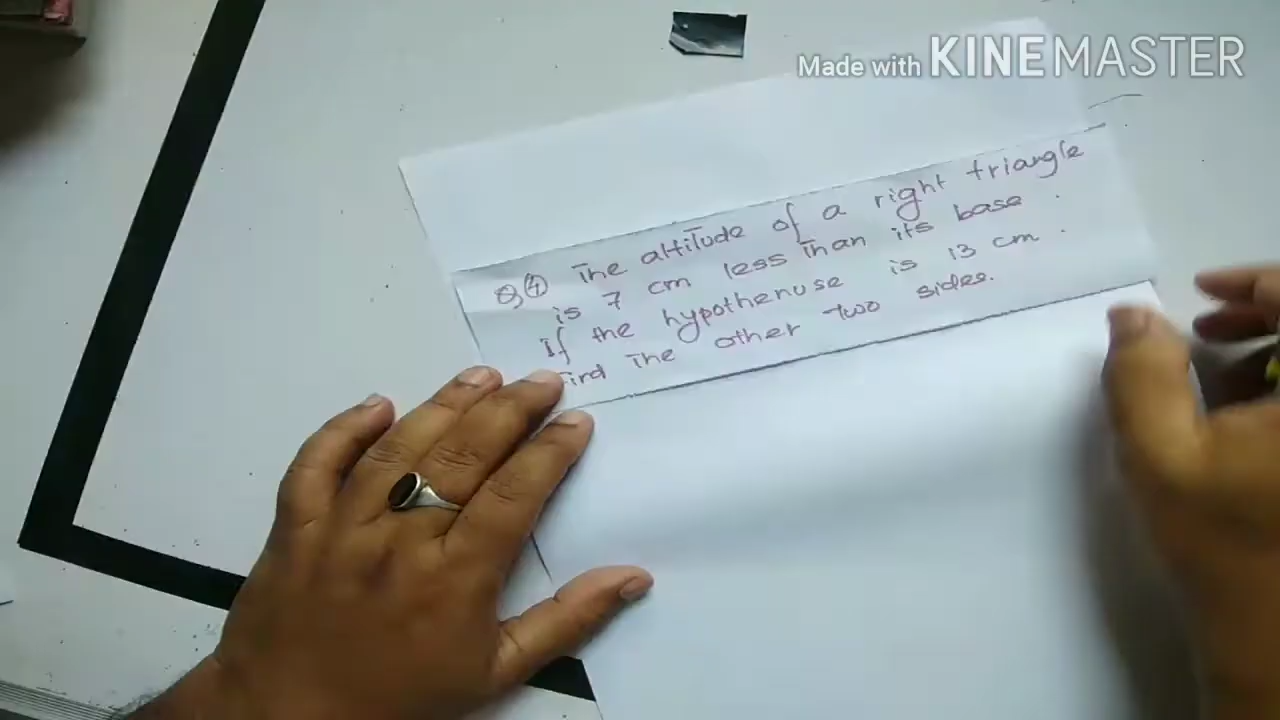 Made with KINEMASTER
Q④ The altitude of a right triangle
is 7 cm less than its base.
If the hypothenuse is 13 cm.
find the other two sides.